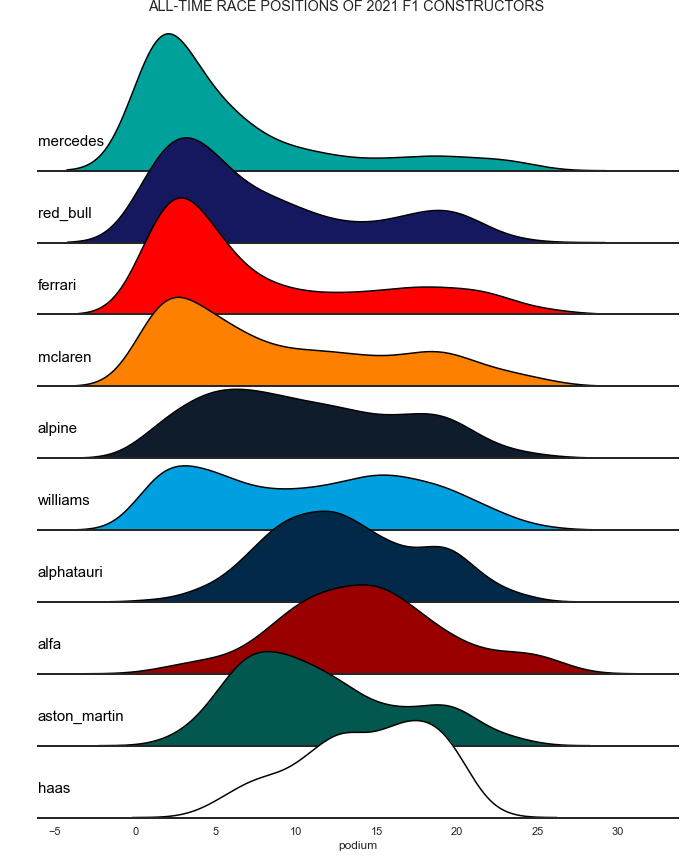 ALL-TIME RACE POSITIONS OF 2021 F1 CONSTRUCTORS
mercedes
red_bull
ferrari
mclaren
alpine
williams
alphatauri
alfa
aston_martin
haas
−5 0 5 10 15 20 25 30
podium